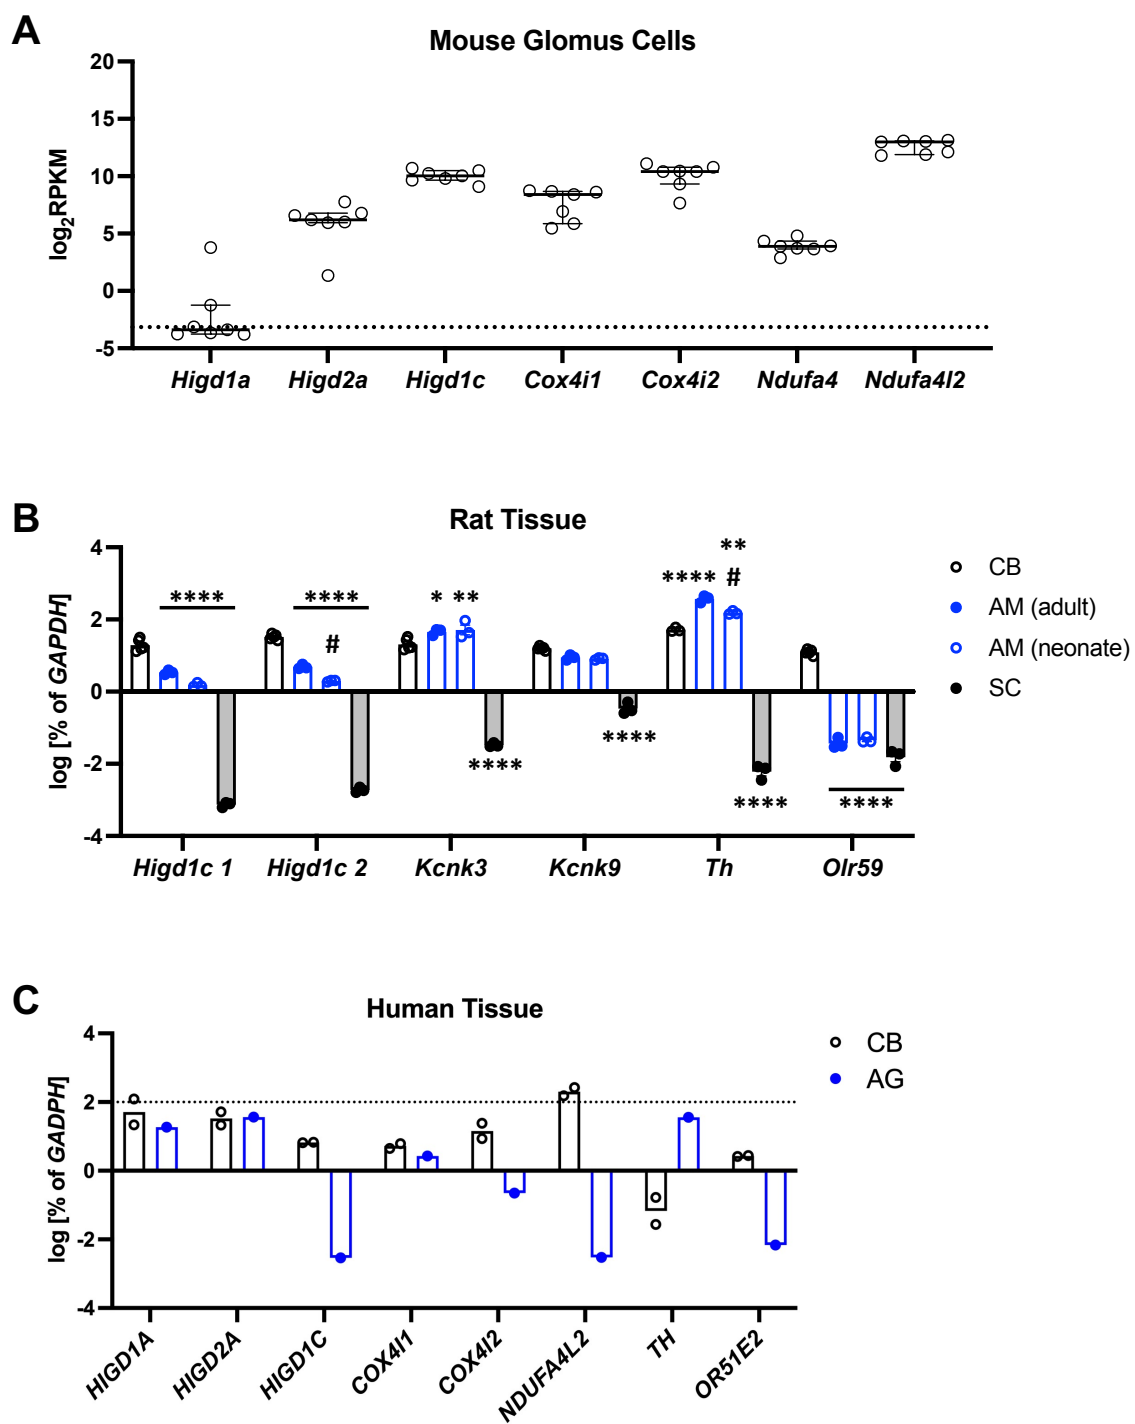 A
Mouse Glomus Cells
log2RPKM
20
15
10
5
0
-5
Higd1a Higd2a Higd1c Cox4i1 Cox4i2 Ndufa4 Ndufa4l2
B
Rat Tissue
log [% of GAPDH]
4
2
0
-2
-4
**** **** * ** **** ** #
#
**** **** **** ****
Higd1c 1 Higd1c 2 Kcnk3 Kcnk9 Th Olr59
CB
AM (adult)
AM (neonate)
SC
C
Human Tissue
log [% of GADPH]
4
2
0
-2
-4
HIGD1A HIGD2A HIGD1C COX4I1 COX4I2 NDUFA4L2 TH OR51E2
CB
AG